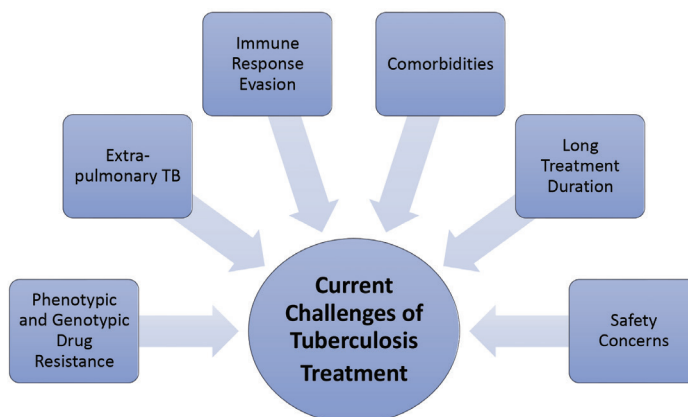 Immune
Response
Evasion
Comorbidities
Extra-
pulmonary TB
Long
Treatment
Duration
Phenotypic
and Genotypic
Drug
Resistance
Current
Challenges of
Tuberculosis
Treatment
Safety
Concerns